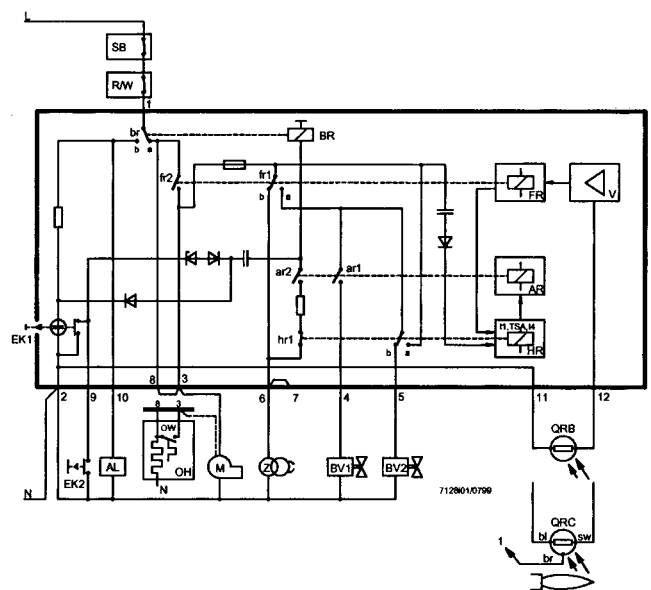 L
SB
R/W
1
br
b a
BR
fr2
fr1
b a
FR
V
ar2
ar1
AR
t1,TSA,t4
HR
hr1
b a
EK1
2 9 10 8 3 6 7 4 5 11 12
8 3
OW
OH
N
EK2
AL
M
Z
BV1
BV2
QRB
N
7128t01/0799
QRC
bl sw
br
1